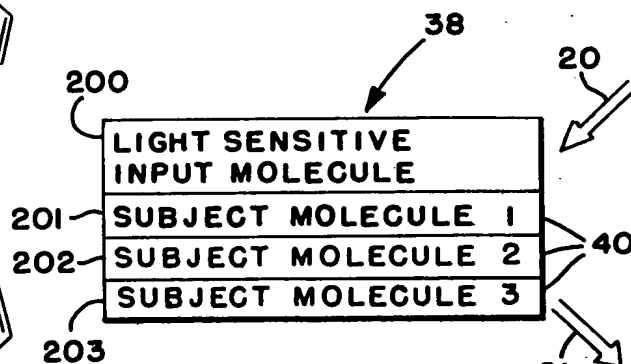 38
20
200
LIGHT SENSITIVE
INPUT MOLECULE
201
SUBJECT MOLECULE 1
202
SUBJECT MOLECULE 2
40
SUBJECT MOLECULE 3
203